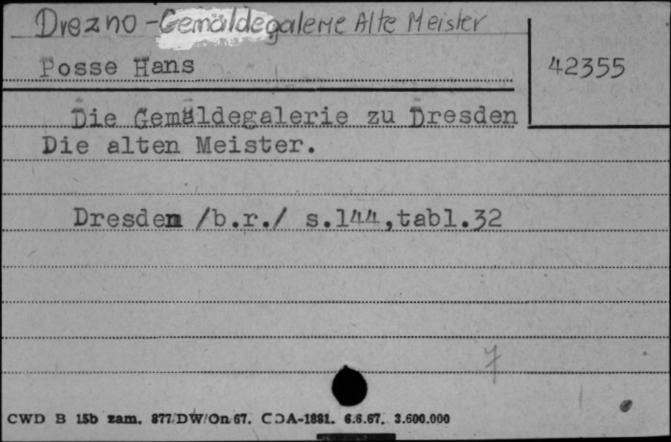 Drezno - Gemäldegalerie Alte Meister
Posse Hans
42355
Die Gemäldegalerie zu Dresden
Die alten Meister.
Dresden /b.r./ s.144,tabl.32
7
CWD B 15b zam. 877/DW/On/67. CDA-1881. 6.6.67. 3.600.000